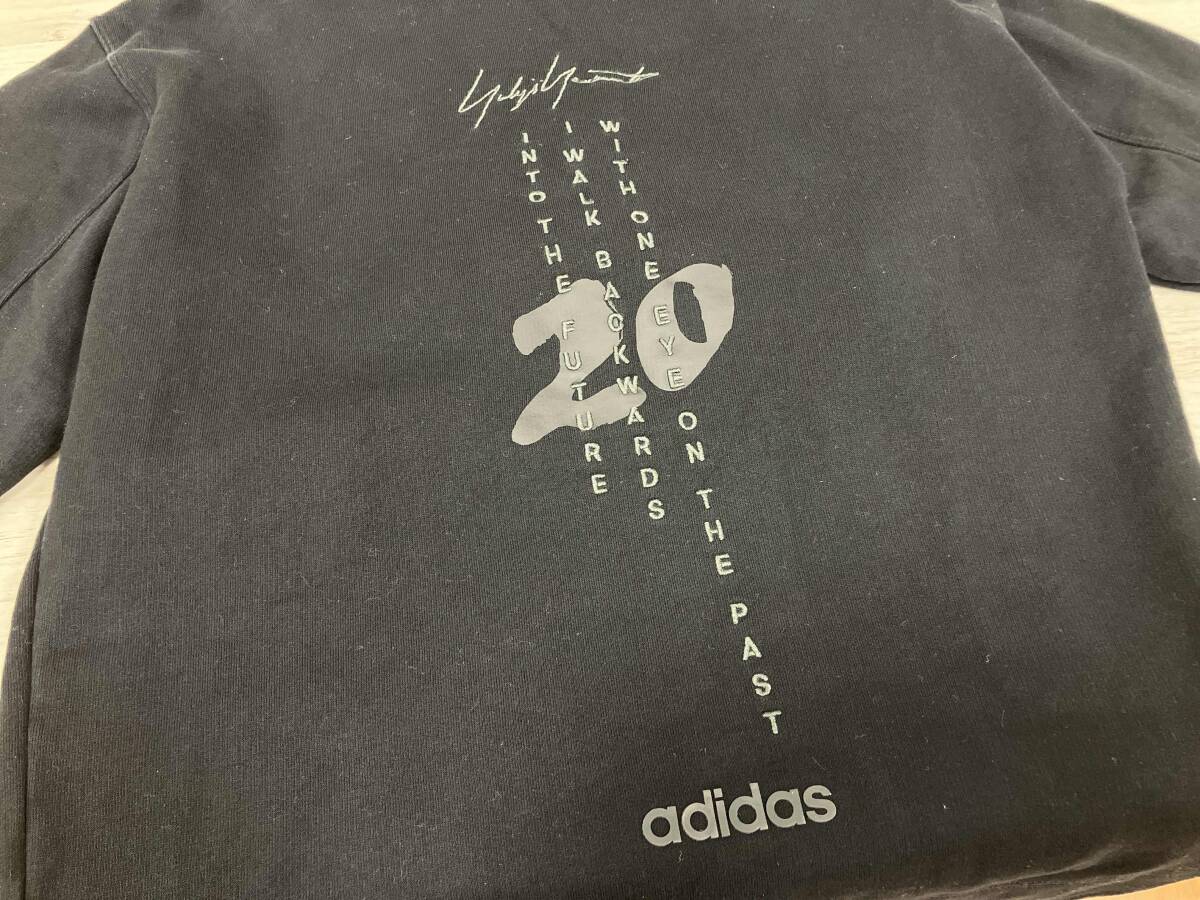 Yohji Yamamoto
WITH ONE EYE ON THE PAST
I WALK BACKWARDS
INTO THE FUTURE
20
adidas